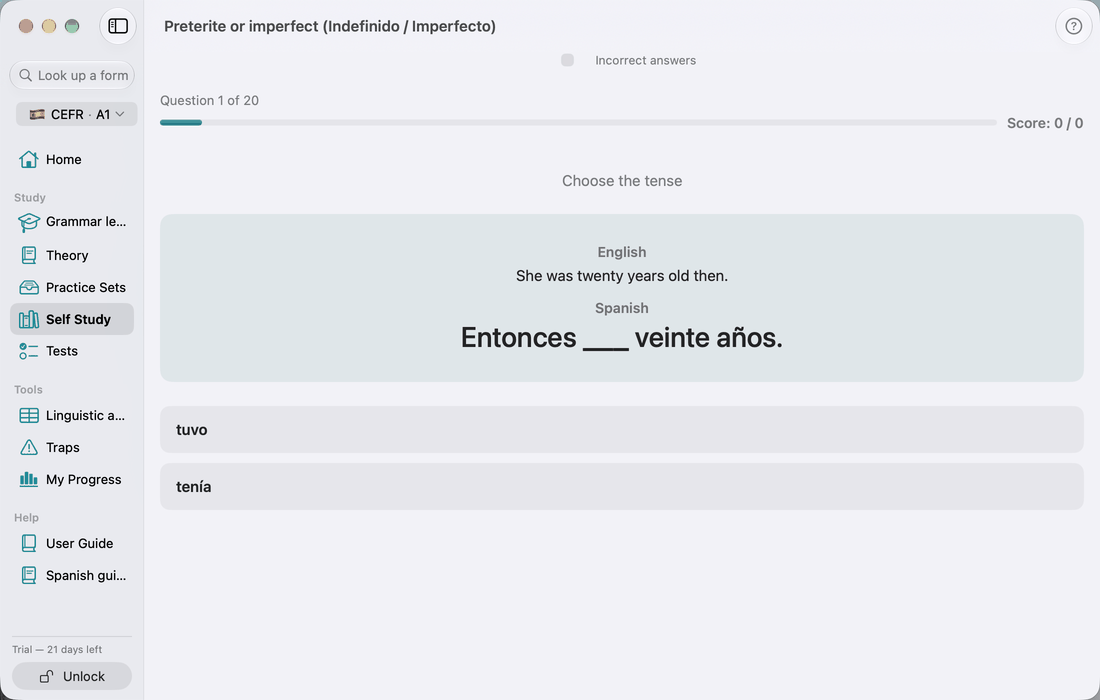 Preterite or imperfect (Indefinido / Imperfecto)
Look up a form
CEFR · A1
Home
Study
Grammar le...
Theory
Practice Sets
Self Study
Tests
Tools
Linguistic a...
Traps
My Progress
Help
User Guide
Spanish gui...
Trial — 21 days left
Unlock
Incorrect answers
Question 1 of 20
Score: 0 / 0
Choose the tense
English
She was twenty years old then.
Spanish
Entonces ___ veinte años.
tuvo
tenía